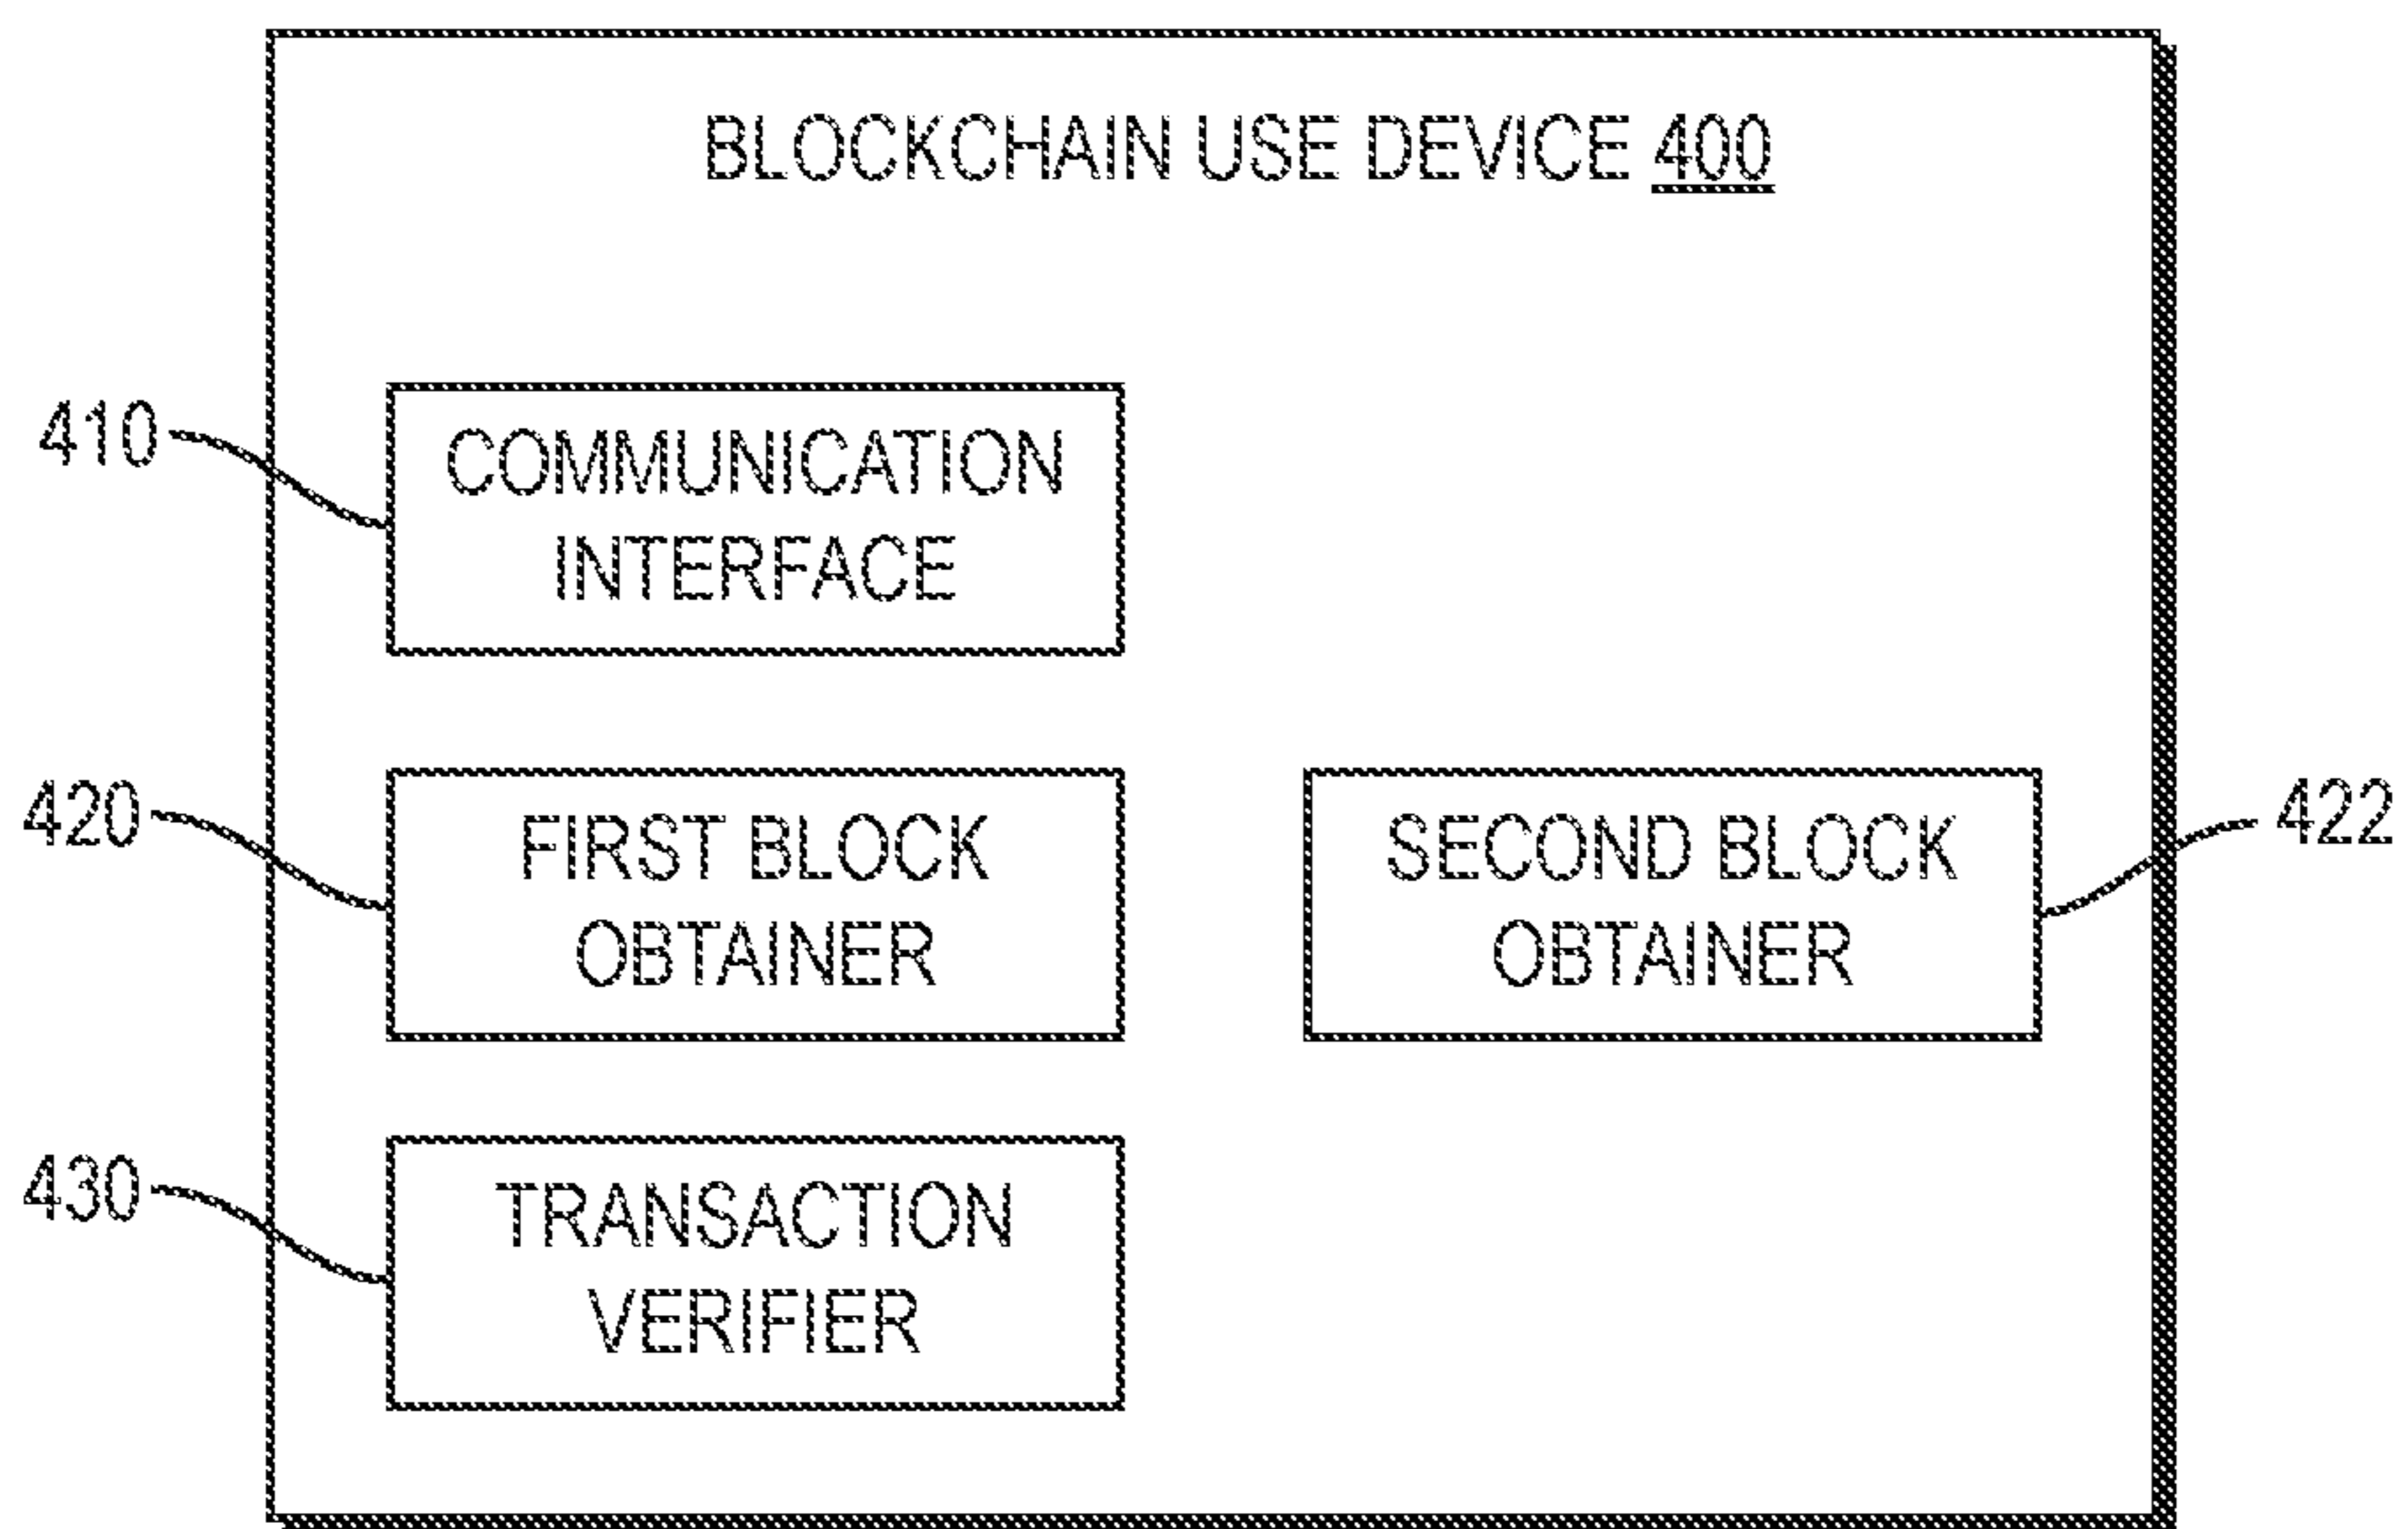 BLOCKCHAIN USE DEVICE 400
410
COMMUNICATION
INTERFACE
420
FIRST BLOCK
OBTAINER
SECOND BLOCK
OBTAINER
422
430
TRANSACTION
VERIFIER